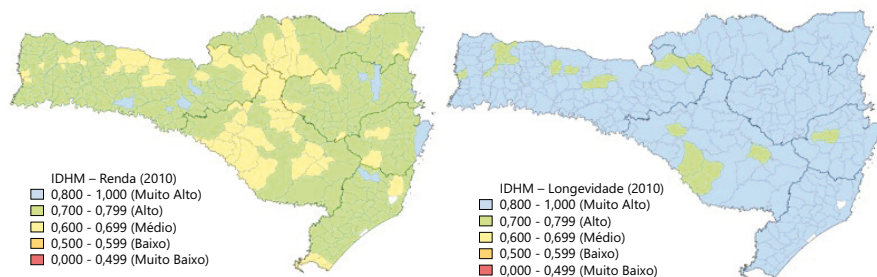 IDHM – Renda (2010)
0,800 - 1,000 (Muito Alto)
0,700 - 0,799 (Alto)
0,600 - 0,699 (Médio)
0,500 - 0,599 (Baixo)
0,000 - 0,499 (Muito Baixo)
IDHM – Longevidade (2010)
0,800 - 1,000 (Muito Alto)
0,700 - 0,799 (Alto)
0,600 - 0,699 (Médio)
0,500 - 0,599 (Baixo)
0,000 - 0,499 (Muito Baixo)